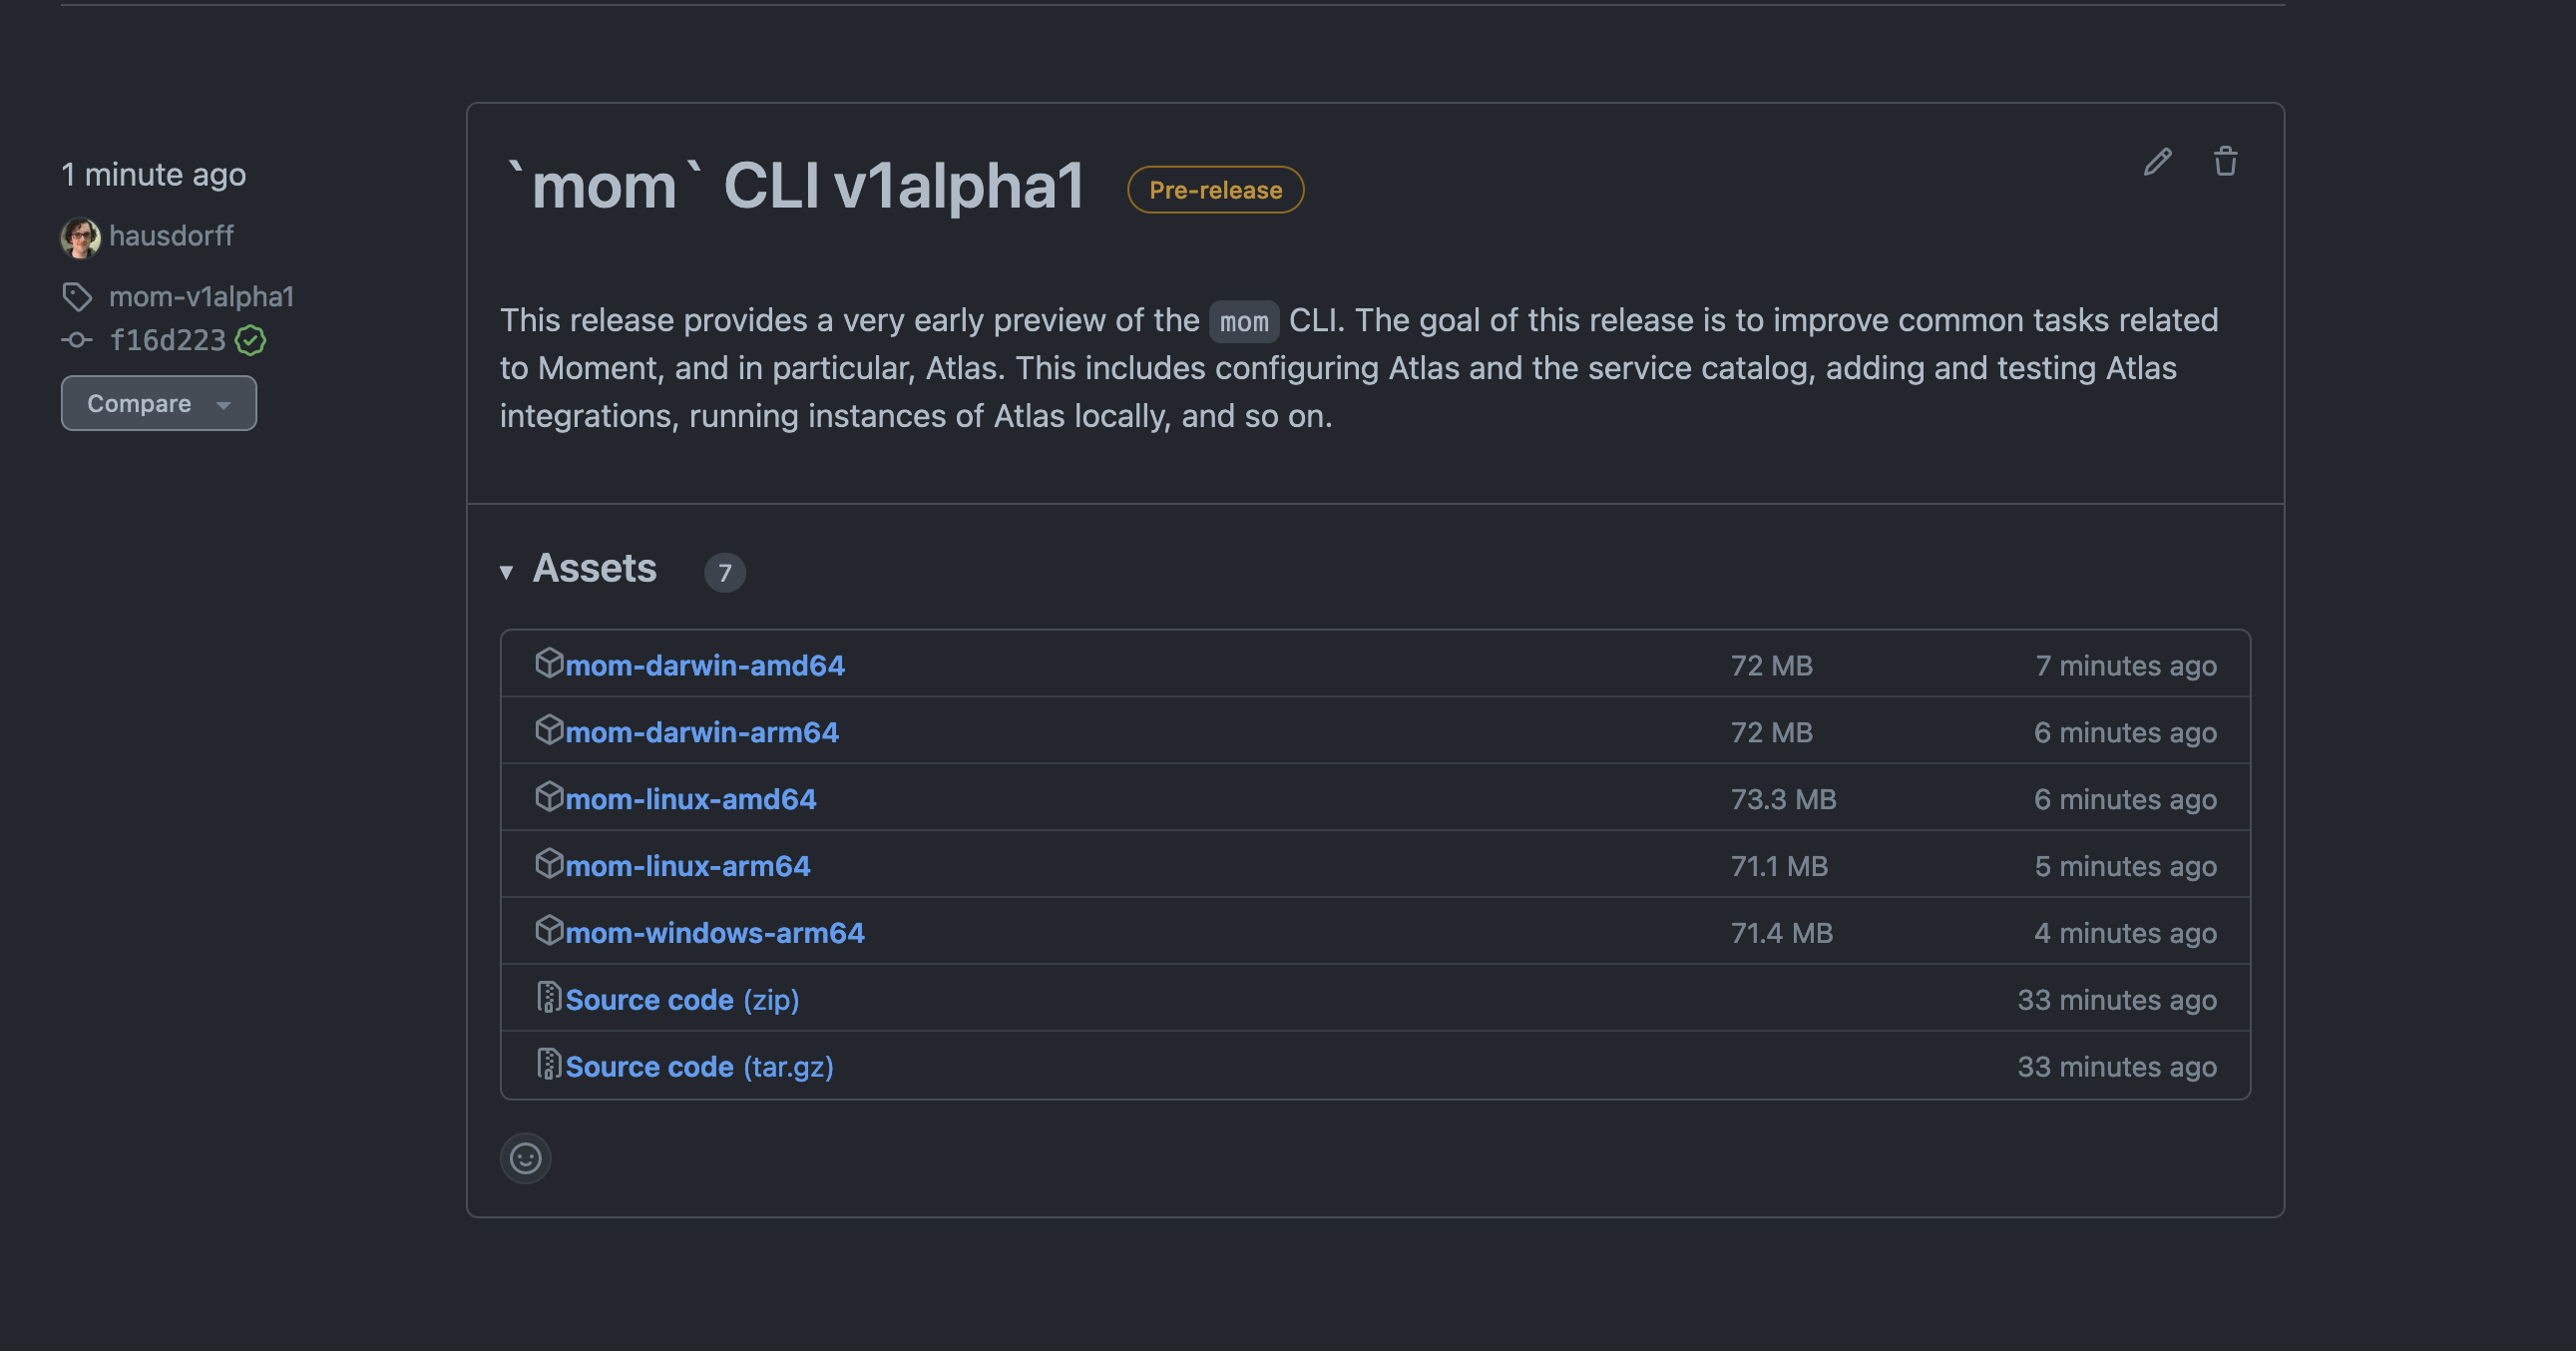 1 minute ago
hausdorff
mom-v1alpha1
f16d223
Compare
`mom` CLI v1alpha1 Pre-release
This release provides a very early preview of the mom CLI. The goal of this release is to improve common tasks related
to Moment, and in particular, Atlas. This includes configuring Atlas and the service catalog, adding and testing Atlas
integrations, running instances of Atlas locally, and so on.
Assets 7
mom-darwin-amd64 72 MB 7 minutes ago
mom-darwin-arm64 72 MB 6 minutes ago
mom-linux-amd64 73.3 MB 6 minutes ago
mom-linux-arm64 71.1 MB 5 minutes ago
mom-windows-arm64 71.4 MB 4 minutes ago
Source code (zip) 33 minutes ago
Source code (tar.gz) 33 minutes ago